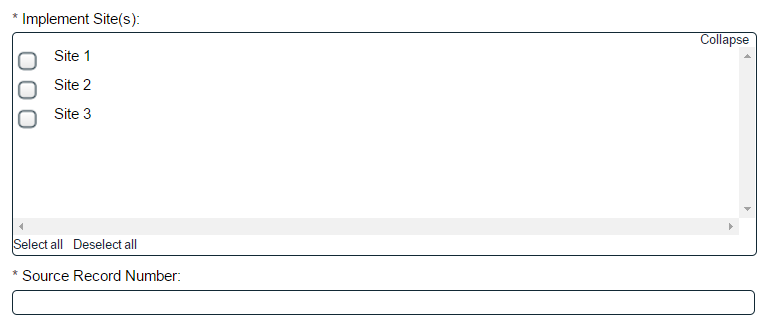 * Implement Site(s):
Collapse
Site 1
Site 2
Site 3
Select all Deselect all
* Source Record Number: